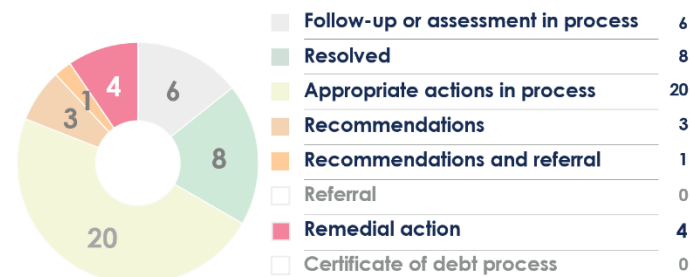 Follow-up or assessment in process 6
Resolved 8
Appropriate actions in process 20
Recommendations 3
Recommendations and referral 1
Referral 0
Remedial action 4
Certificate of debt process 0
4
6
1
3
8
20